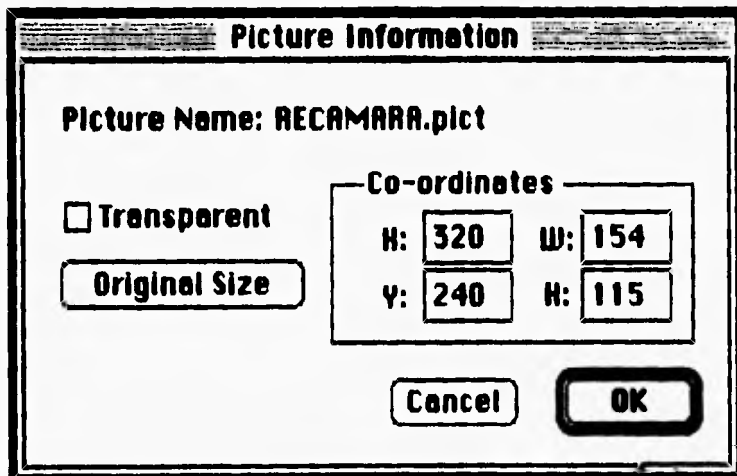 Picture Information
Picture Name: RECAMARA.pict
Co-ordinates
Transparent
X: 320 W: 154
Original Size
Y: 240 H: 115
Cancel OK